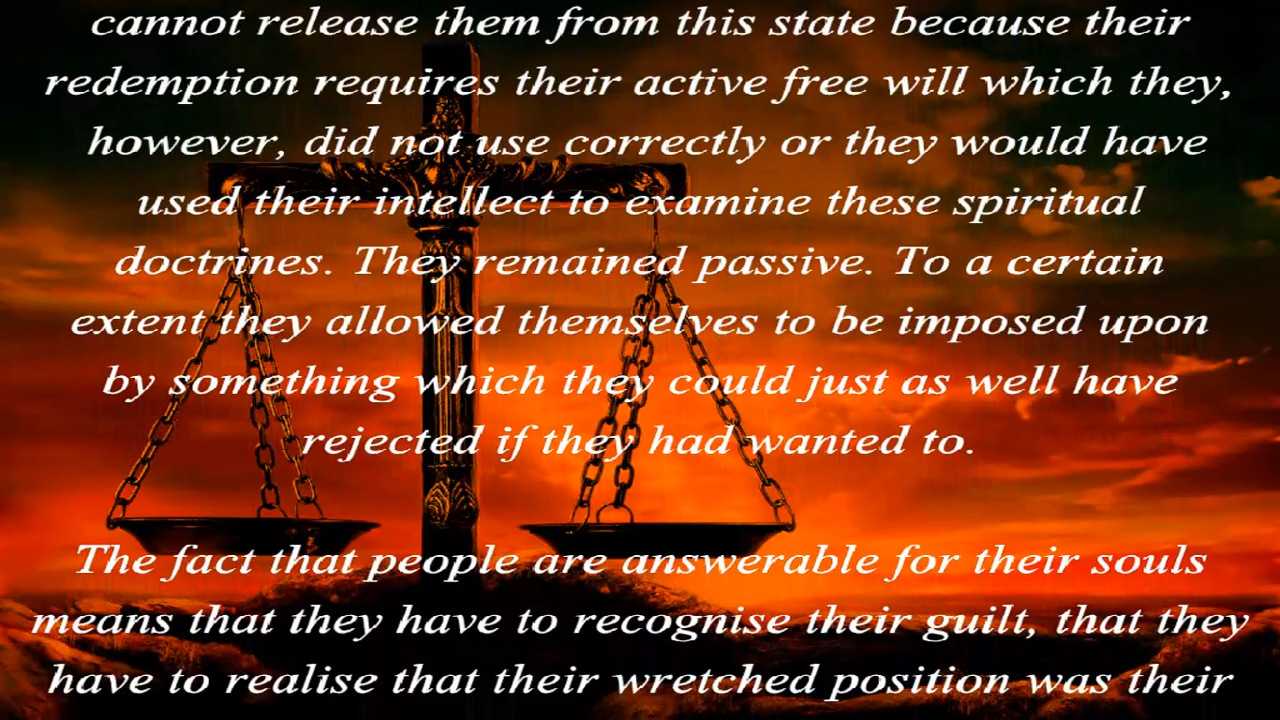 cannot release them from this state because their
redemption requires their active free will which they,
however, did not use correctly or they would have
used their intellect to examine these spiritual
doctrines. They remained passive. To a certain
extent they allowed themselves to be imposed upon
by something which they could just as well have
rejected if they had wanted to.
The fact that people are answerable for their souls
means that they have to recognise their guilt, that they
have to realise that their wretched position was their